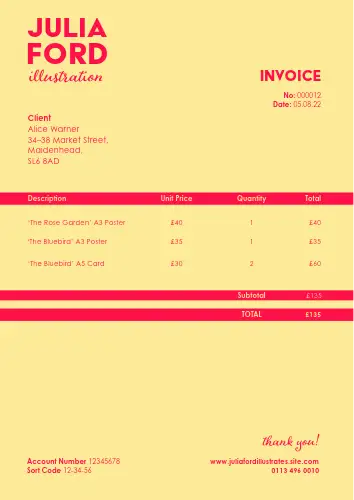 JULIA
FORD
illustration
INVOICE
No: 000012
Date: 05.08.22
Client
Alice Warner
34–38 Market Street,
Maidenhead,
SL6 8AD
Description Unit Price Quantity Total
'The Rose Garden' A3 Poster £40 1 £40
'The Bluebird' A3 Poster £35 1 £35
'The Bluebird' A5 Card £30 2 £60
Subtotal £135
TOTAL £135
thank you!
Account Number 12345678
Sort Code 12-34-56
www.juliafordillustrates.site.com
0113 496 0010